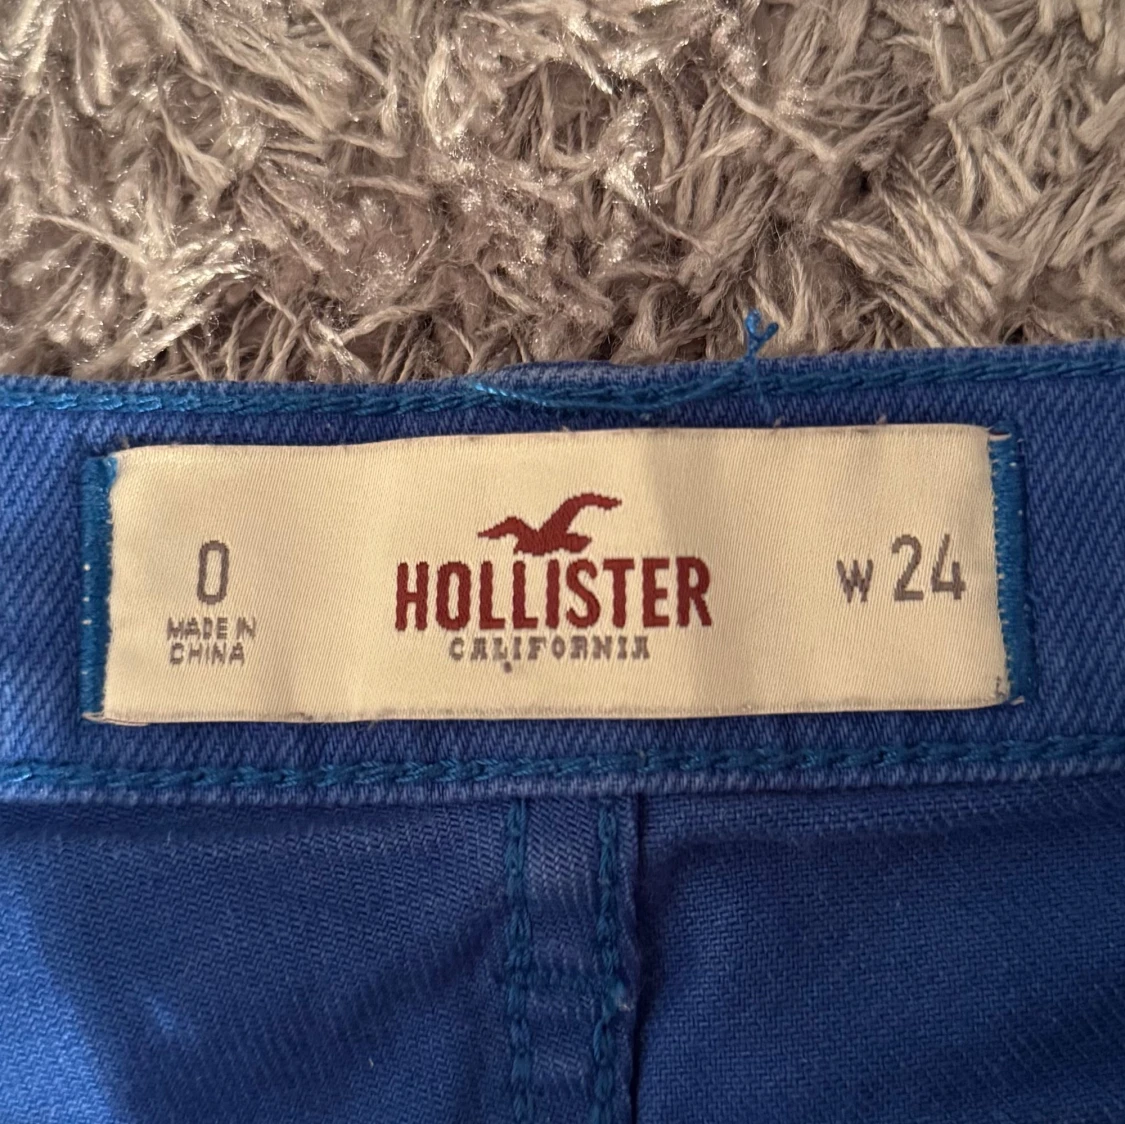 0
MADE IN
CHINA
HOLLISTER
CALIFORNIA
W 24